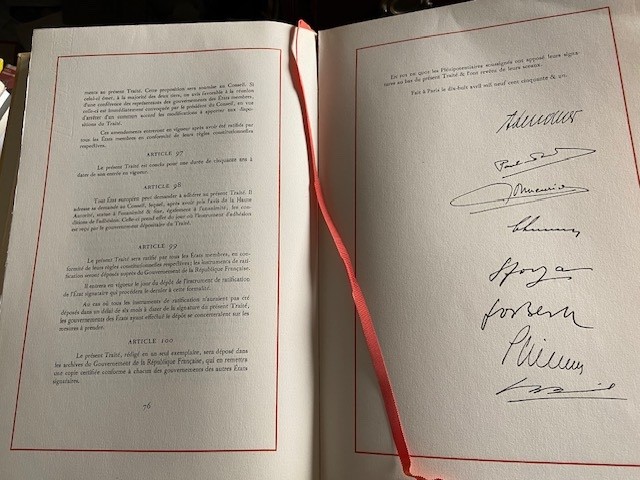 ments au présent Traité. Cette proposition sera soumise au Conseil. Si
celui-ci émet, à la majorité des deux tiers, un avis favorable à la réunion
d'une conférence des représentants des gouvernements des États membres,
celle-ci est immédiatement convoquée par le président du Conseil, en vue
d'arrêter d'un commun accord les modifications à apporter aux dispositions
du Traité.
Ces amendements entreront en vigueur après avoir été ratifiés par
tous les États membres en conformité de leurs règles constitutionnelles
respectives.
ARTICLE 97
Le présent Traité est conclu pour une durée de cinquante ans à
dater de son entrée en vigueur.
ARTICLE 98
Tout État européen peut demander à adhérer au présent Traité. Il
adresse sa demande au Conseil, lequel, après avoir pris l'avis de la Haute
Autorité, statue à l'unanimité & fixe, également à l'unanimité, les con-
ditions de l'adhésion. Celle-ci prend effet du jour où l'instrument d'adhésion
est reçu par le gouvernement dépositaire du Traité.
ARTICLE 99
Le présent Traité sera ratifié par tous les États membres, en con-
formité de leurs règles constitutionnelles respectives; les instruments de rati-
fication seront déposés auprès du Gouvernement de la République Française.
Il entrera en vigueur le jour du dépôt de l'instrument de ratification
de l'État signataire qui procédera le dernier à cette formalité.
Au cas où tous les instruments de ratification n'auraient pas été
déposés dans un délai de six mois à dater de la signature du présent Traité,
les gouvernements des États ayant effectué le dépôt se concerteraient sur les
mesures à prendre.
ARTICLE 100
Le présent Traité, rédigé en un seul exemplaire, sera déposé dans
les archives du Gouvernement de la République Française, qui en remettra
une copie certifiée conforme à chacun des gouvernements des autres États
signataires.
76
En foi de quoi les Plénipotentiaires soussignés ont apposé leurs signa-
tures au bas du présent Traité & l'ont revêtu de leurs sceaux.
Fait à Paris le dix-huit avril mil neuf cent cinquante & un.
Adenauer